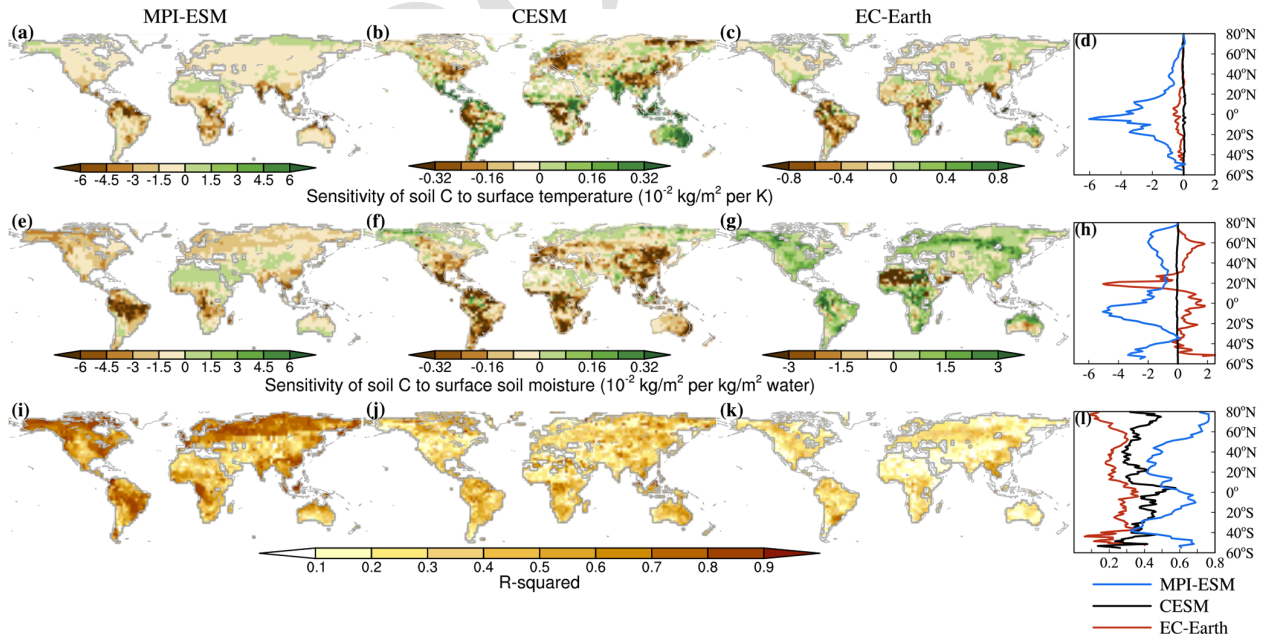 MPI-ESM CESM EC-Earth
(a) (b) (c) (d)
80°N
60°N
40°N
20°N
0°
20°S
40°S
60°S
-6 -4 -2 0 2
-6 -4.5 -3 -1.5 0 1.5 3 4.5 6
-0.32 -0.16 0 0.16 0.32
-0.8 -0.4 0 0.4 0.8
Sensitivity of soil C to surface temperature (10⁻² kg/m² per K)
(e) (f) (g) (h)
80°N
60°N
40°N
20°N
0°
20°S
40°S
60°S
-6 -4 -2 0 2
-6 -4.5 -3 -1.5 0 1.5 3 4.5 6
-0.32 -0.16 0 0.16 0.32
-3 -1.5 0 1.5 3
Sensitivity of soil C to surface soil moisture (10⁻² kg/m² per kg/m² water)
(i) (j) (k) (l)
80°N
60°N
40°N
20°N
0°
20°S
40°S
60°S
0.2 0.4 0.6 0.8
0.1 0.2 0.3 0.4 0.5 0.6 0.7 0.8 0.9
R-squared
MPI-ESM
CESM
EC-Earth